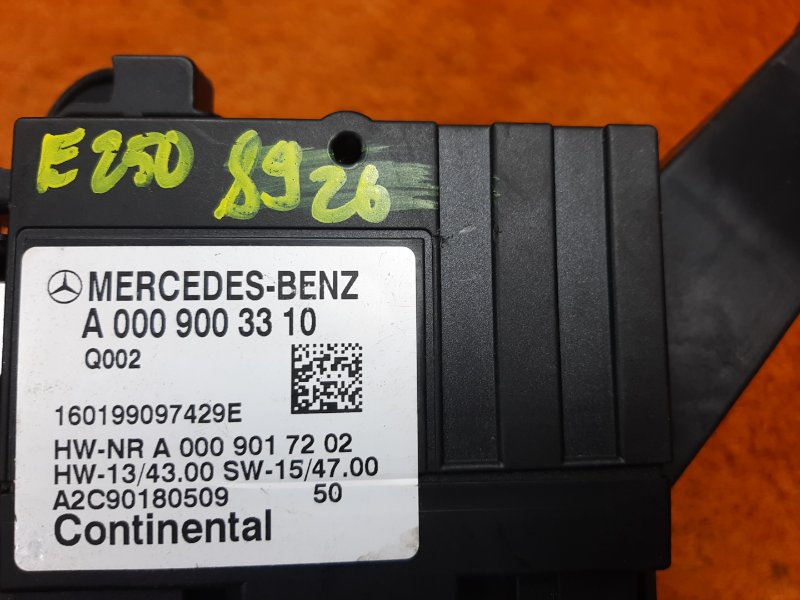 E250 8926
MERCEDES-BENZ
A 000 900 33 10
Q002
160199097429E
HW-NR A 000 901 72 02
HW-13/43.00 SW-15/47.00
A2C90180509 50
Continental